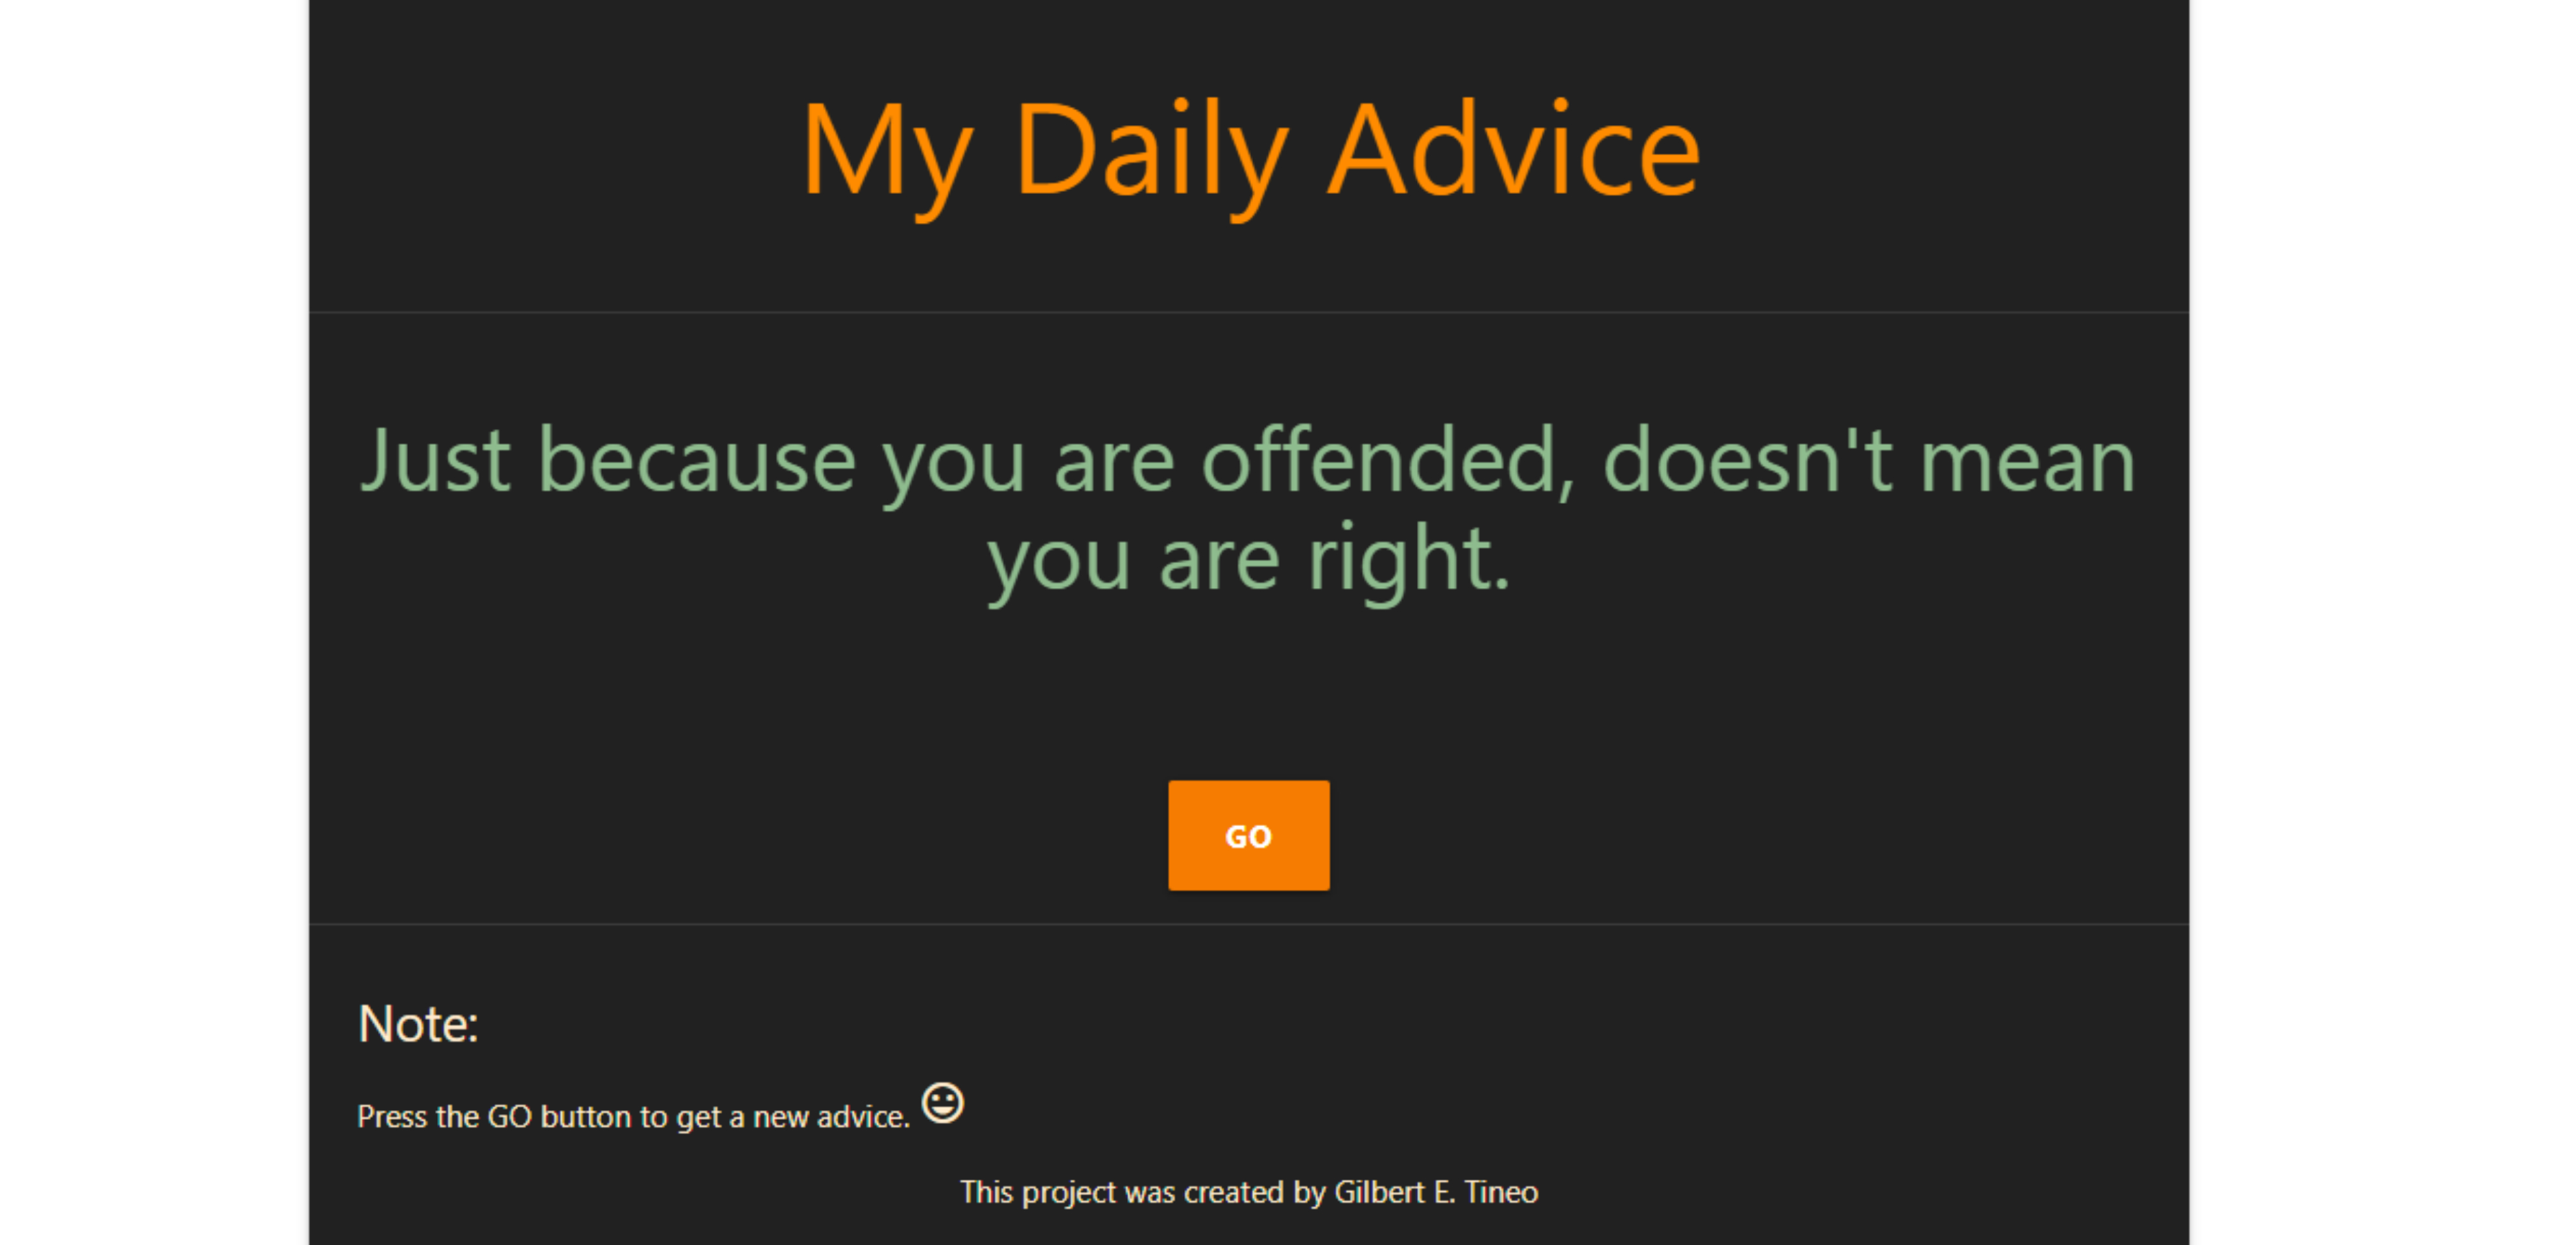 My Daily Advice
Just because you are offended, doesn't mean
you are right.
GO
Note:
Press the GO button to get a new advice.
This project was created by Gilbert E. Tineo